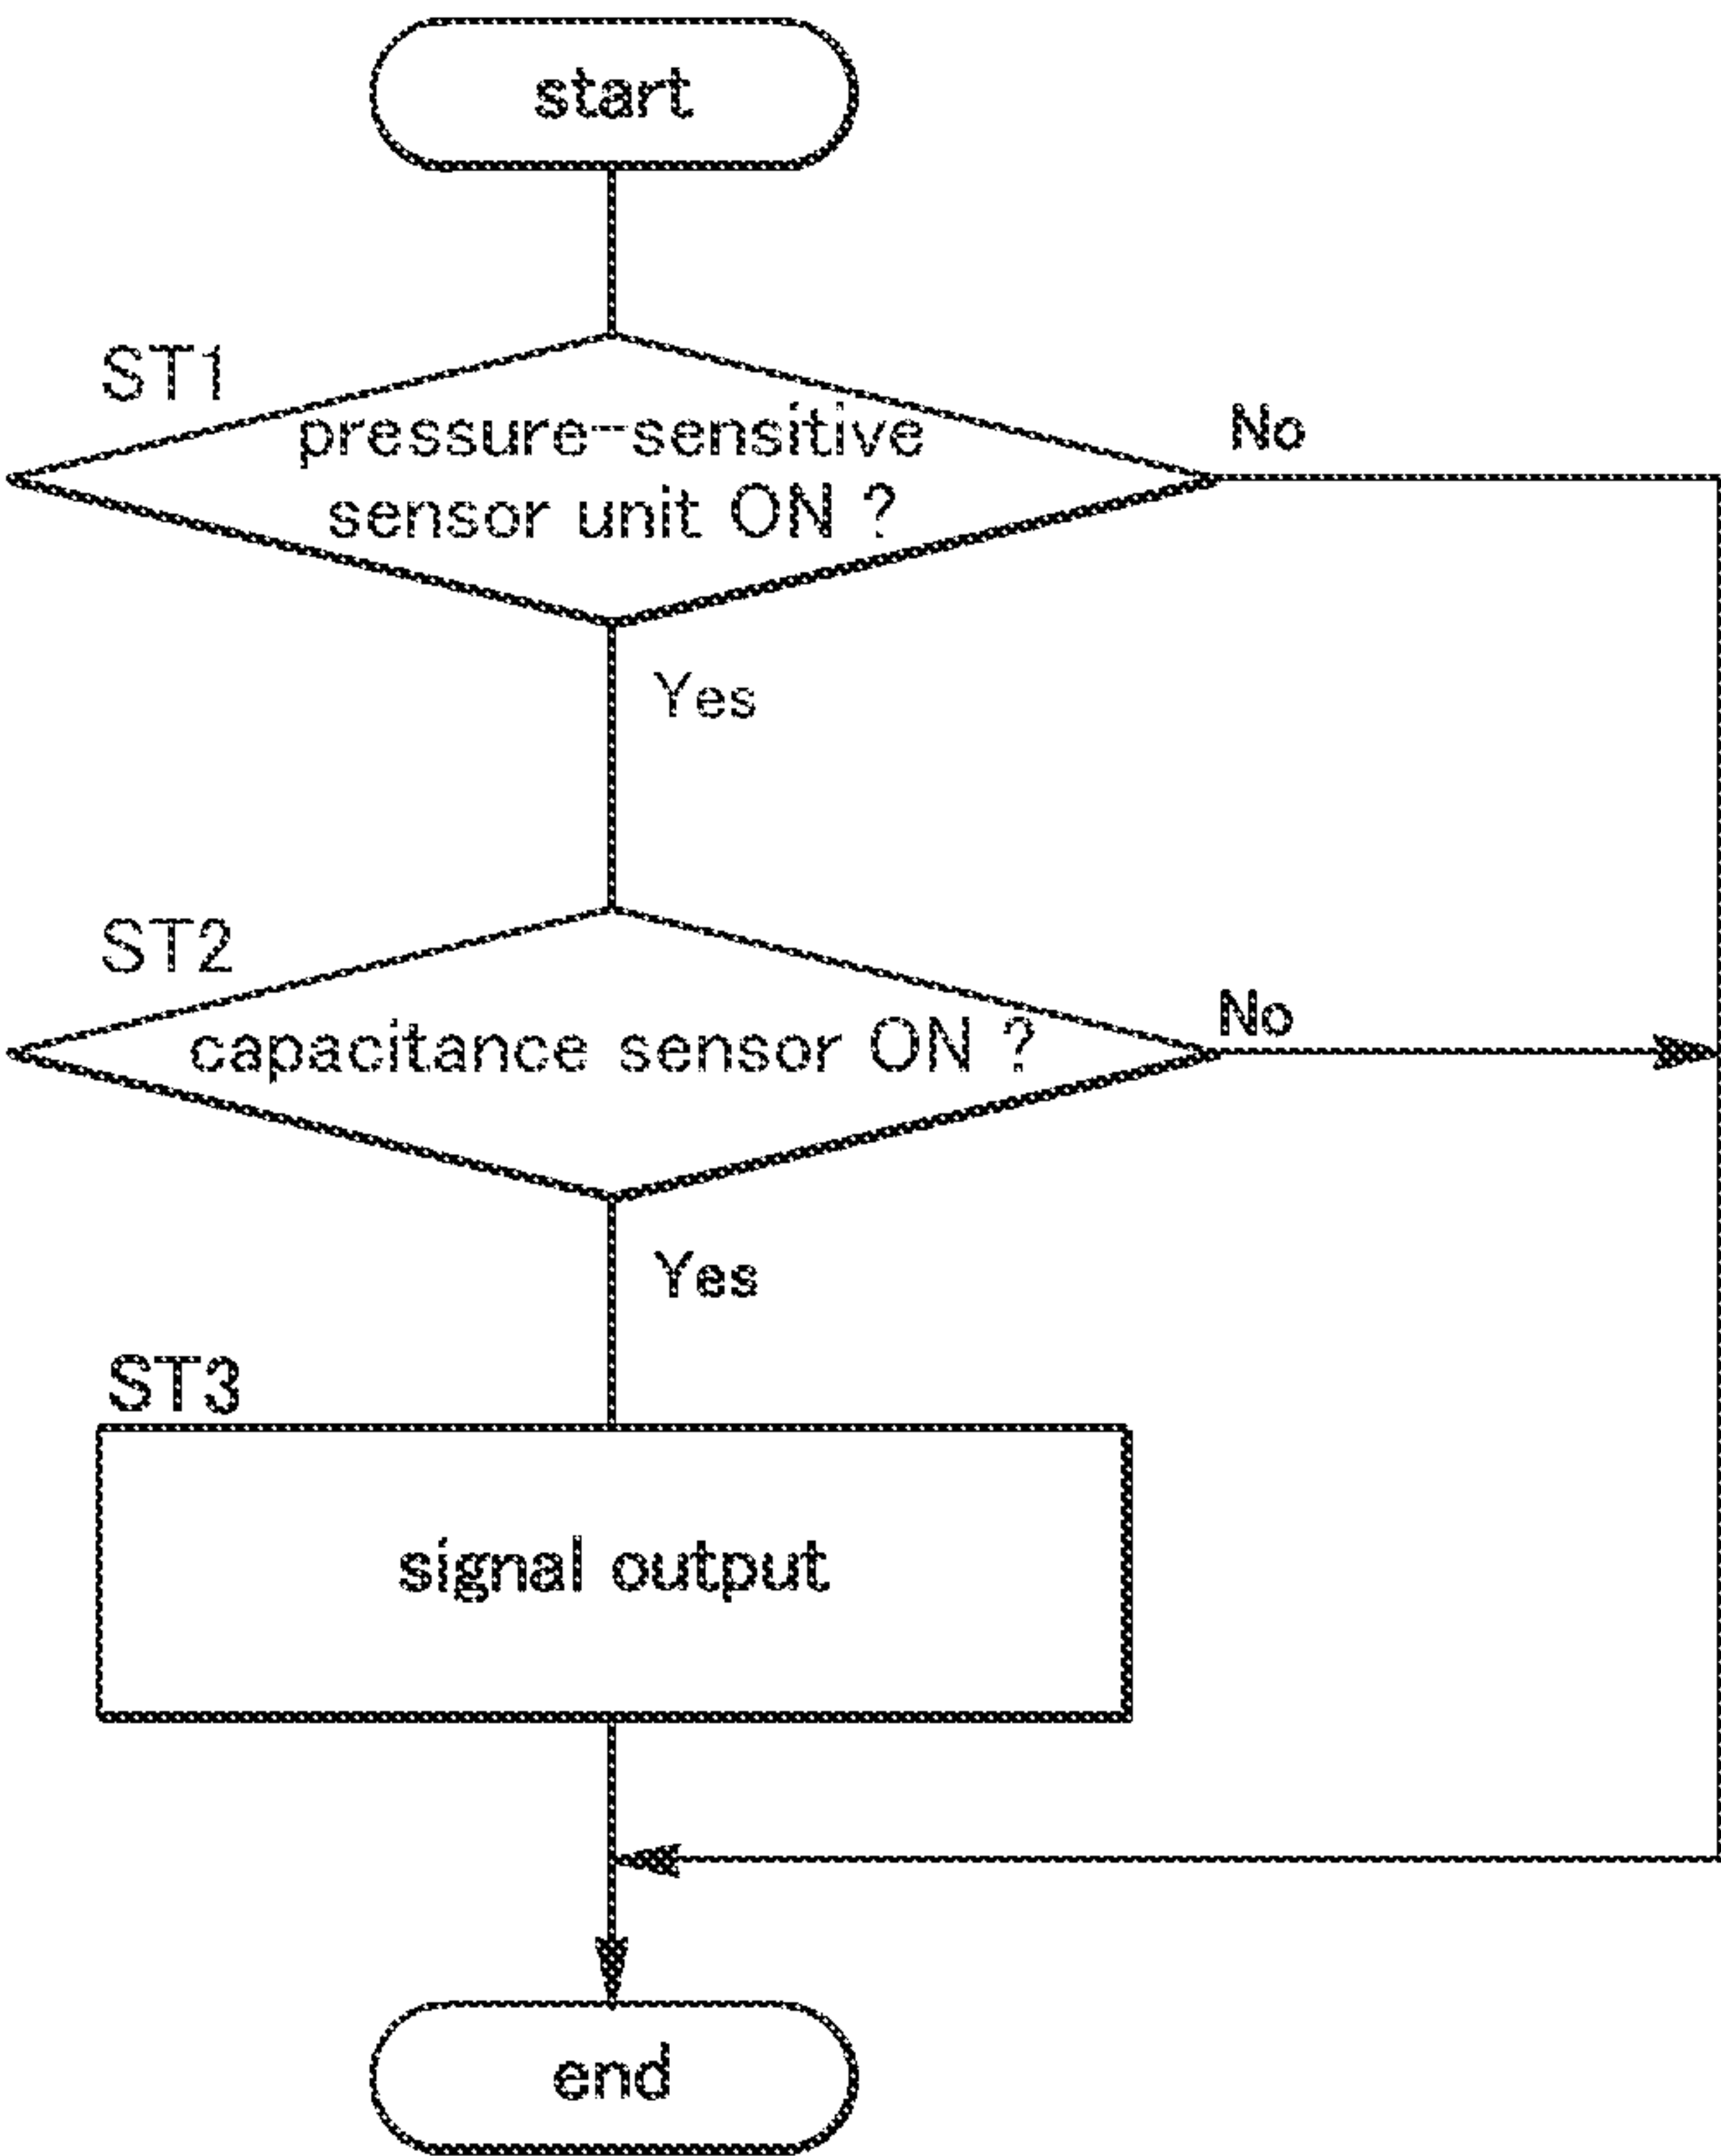 start
ST1
pressure-sensitive
sensor unit ON ?
No
Yes
ST2
capacitance sensor ON ?
No
Yes
ST3
signal output
end